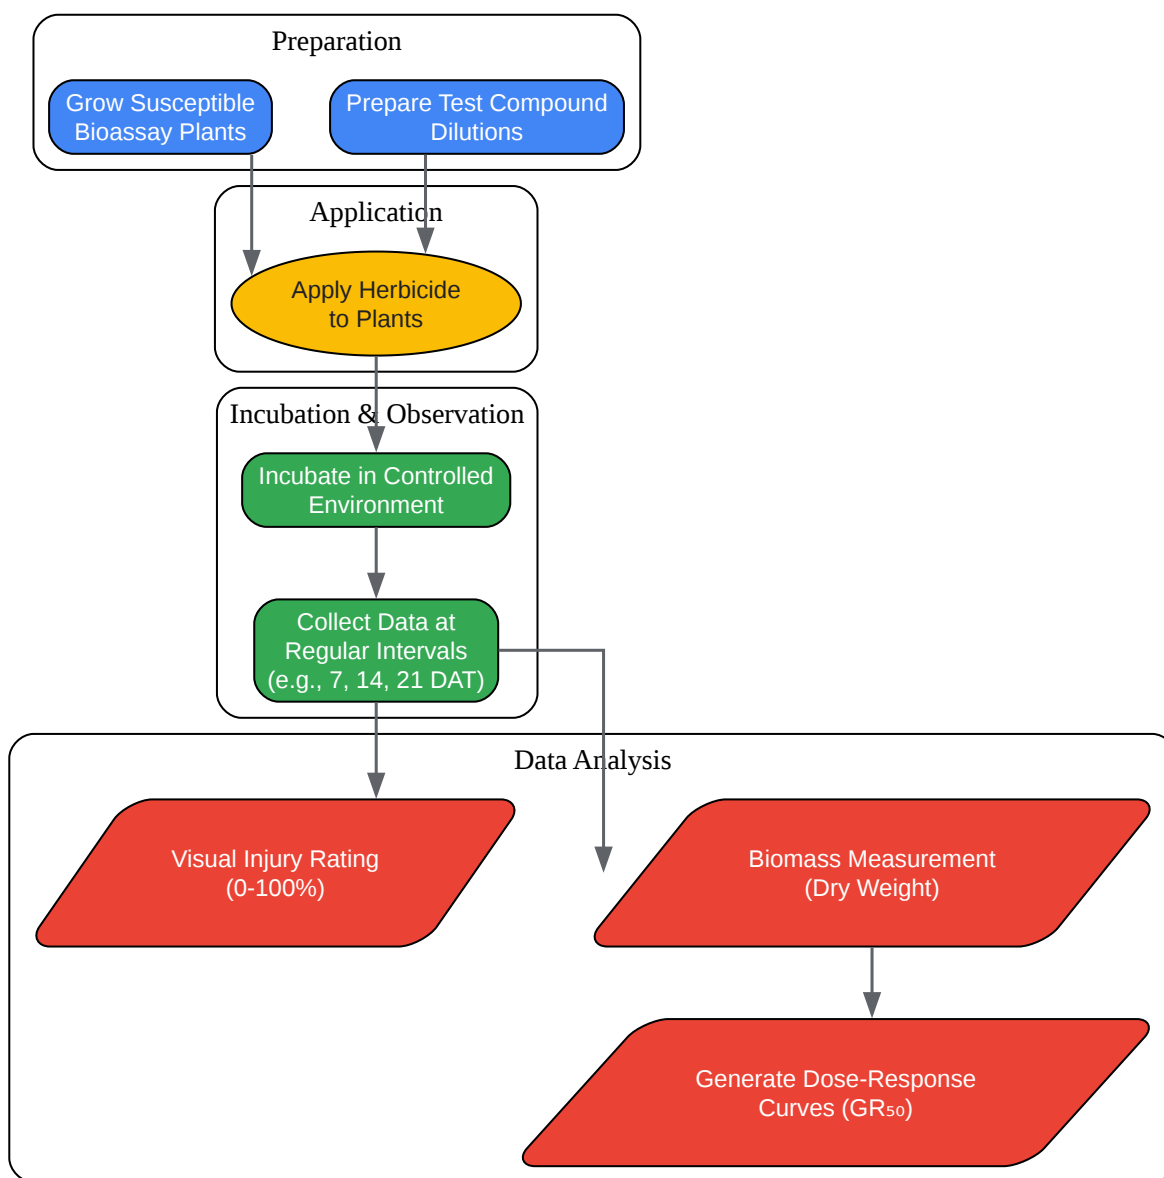 Preparation
Grow Susceptible
Bioassay Plants
Prepare Test Compound
Dilutions
Application
Apply Herbicide
to Plants
Incubation & Observation
Incubate in Controlled
Environment
Collect Data at
Regular Intervals
(e.g., 7, 14, 21 DAT)
Data Analysis
Visual Injury Rating
(0-100%)
Biomass Measurement
(Dry Weight)
Generate Dose-Response
Curves (GR₅₀)